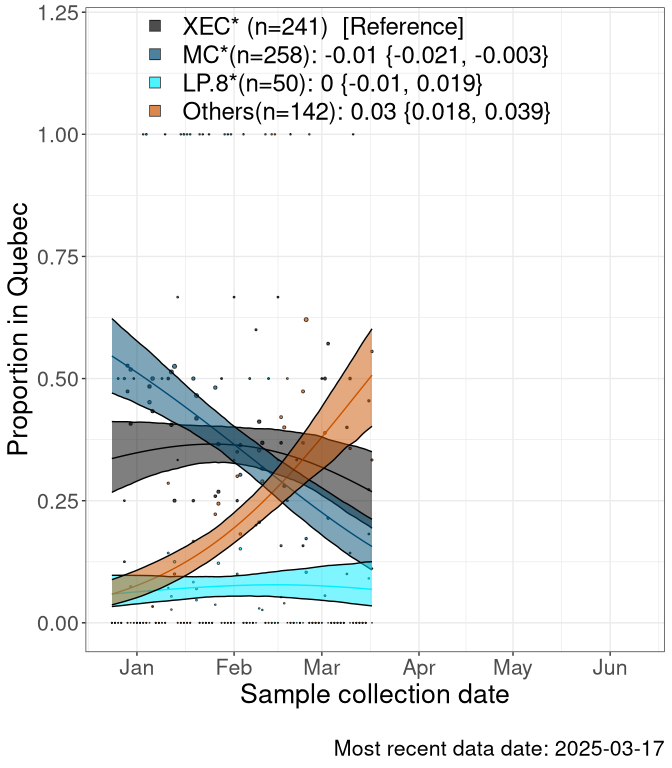 XEC* (n=241)  [Reference]
MC*(n=258): -0.01 {-0.021, -0.003}
LP.8*(n=50): 0 {-0.01, 0.019}
Others(n=142): 0.03 {0.018, 0.039}
1.25
1.00
0.75
0.50
0.25
0.00
Proportion in Quebec
Jan Feb Mar Apr May Jun
Sample collection date
Most recent data date: 2025-03-17